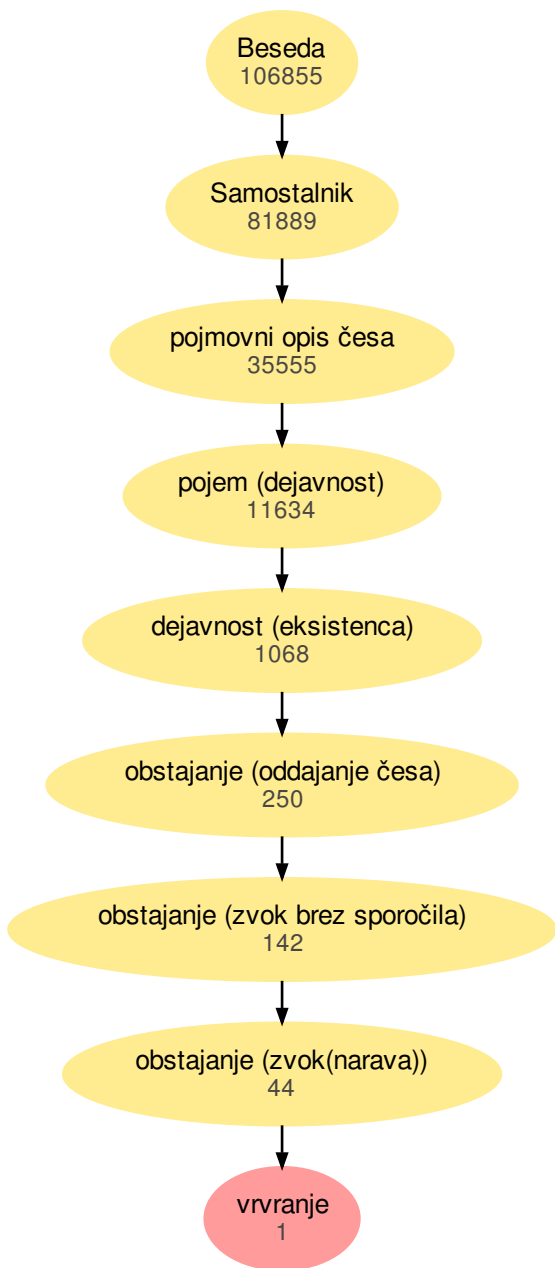 Beseda
106855
Samostalnik
81889
pojmovni opis česa
35555
pojem (dejavnost)
11634
dejavnost (eksistenca)
1068
obstajanje (oddajanje česa)
250
obstajanje (zvok brez sporočila)
142
obstajanje (zvok(narava))
44
vrvranje
1